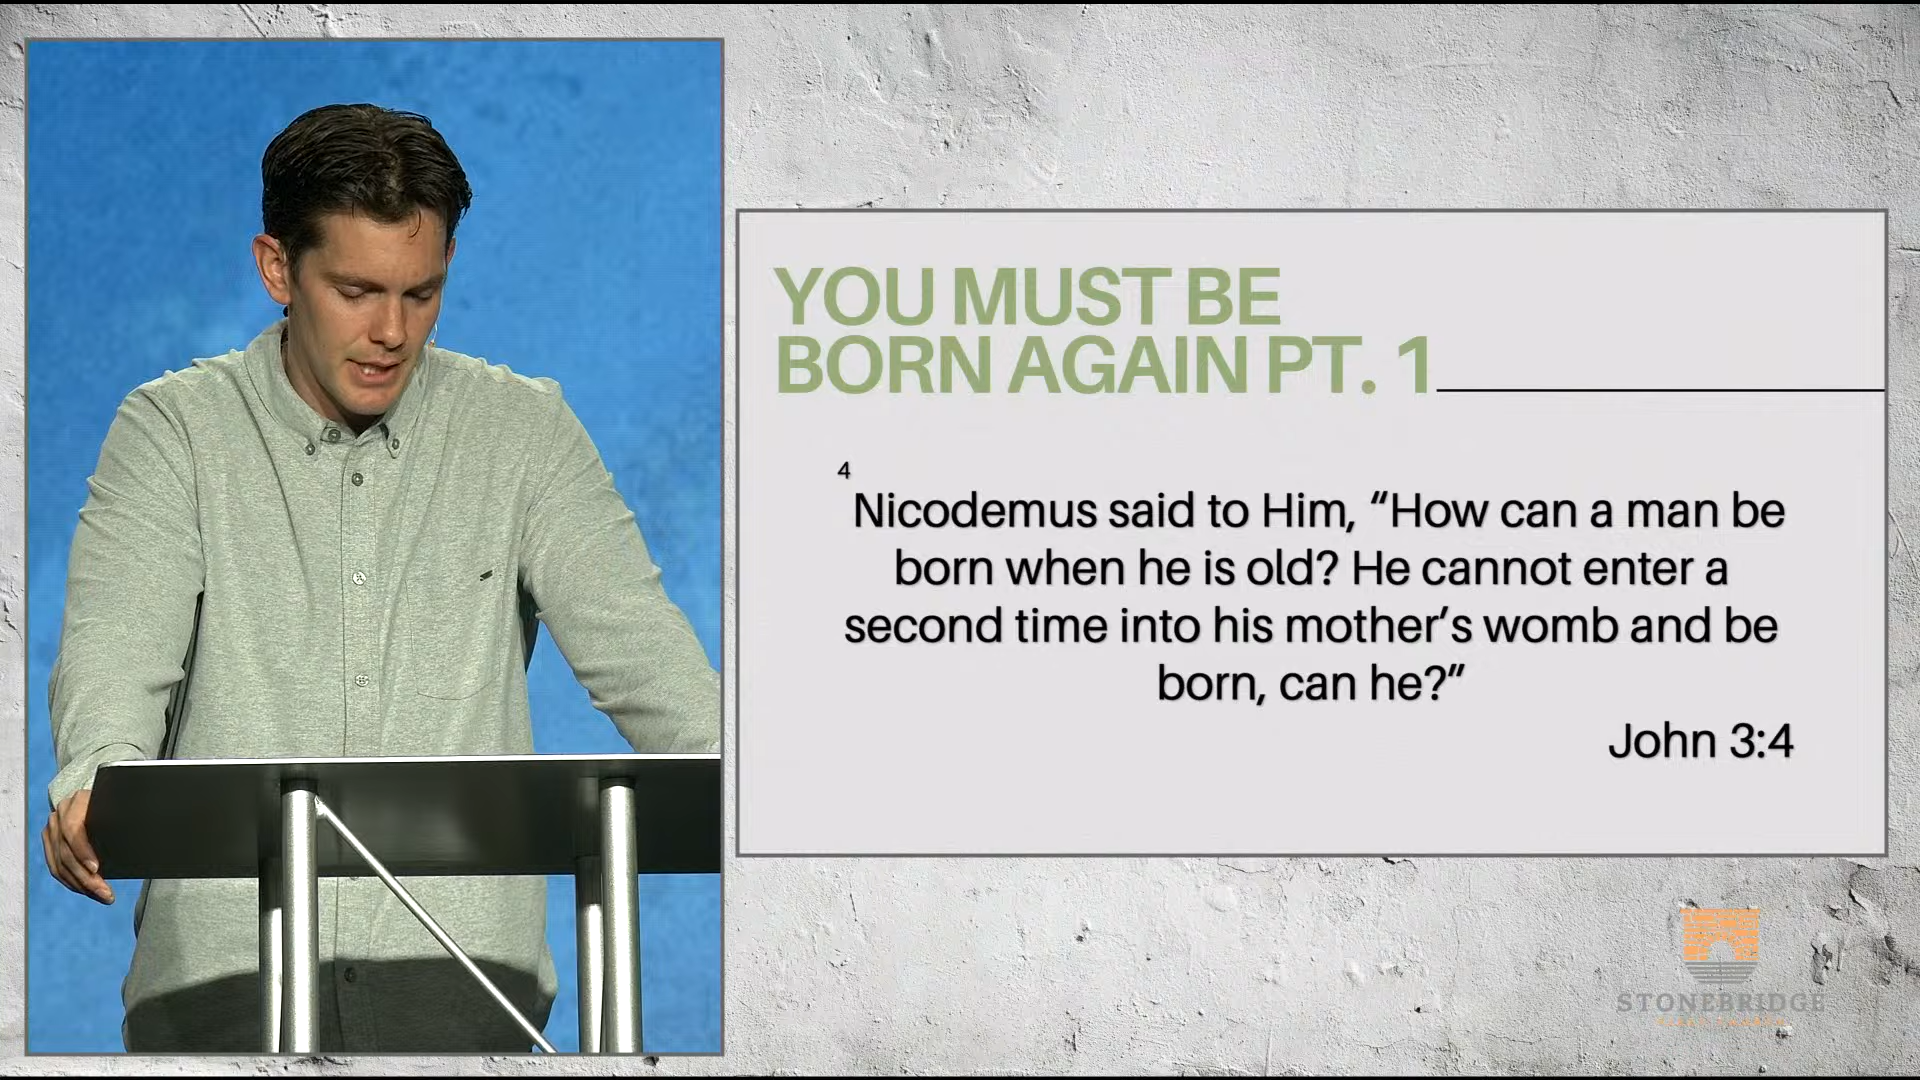 YOU MUST BE
BORN AGAIN PT. 1
4
Nicodemus said to Him, “How can a man be
born when he is old? He cannot enter a
second time into his mother’s womb and be
born, can he?”
John 3:4
STONEBRIDGE